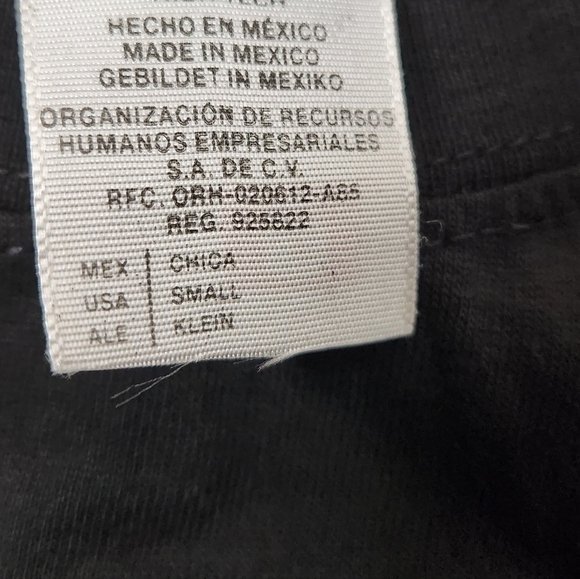 HECHO EN MÉXICO
MADE IN MEXICO
GEBILDET IN MEXIKO
ORGANIZACIÓN DE RECURSOS
HUMANOS EMPRESARIALES
S.A. DE C.V.
RFC. ORH-020612-A85
REG. 925622
MEX CHICA
USA SMALL
ALE KLEIN